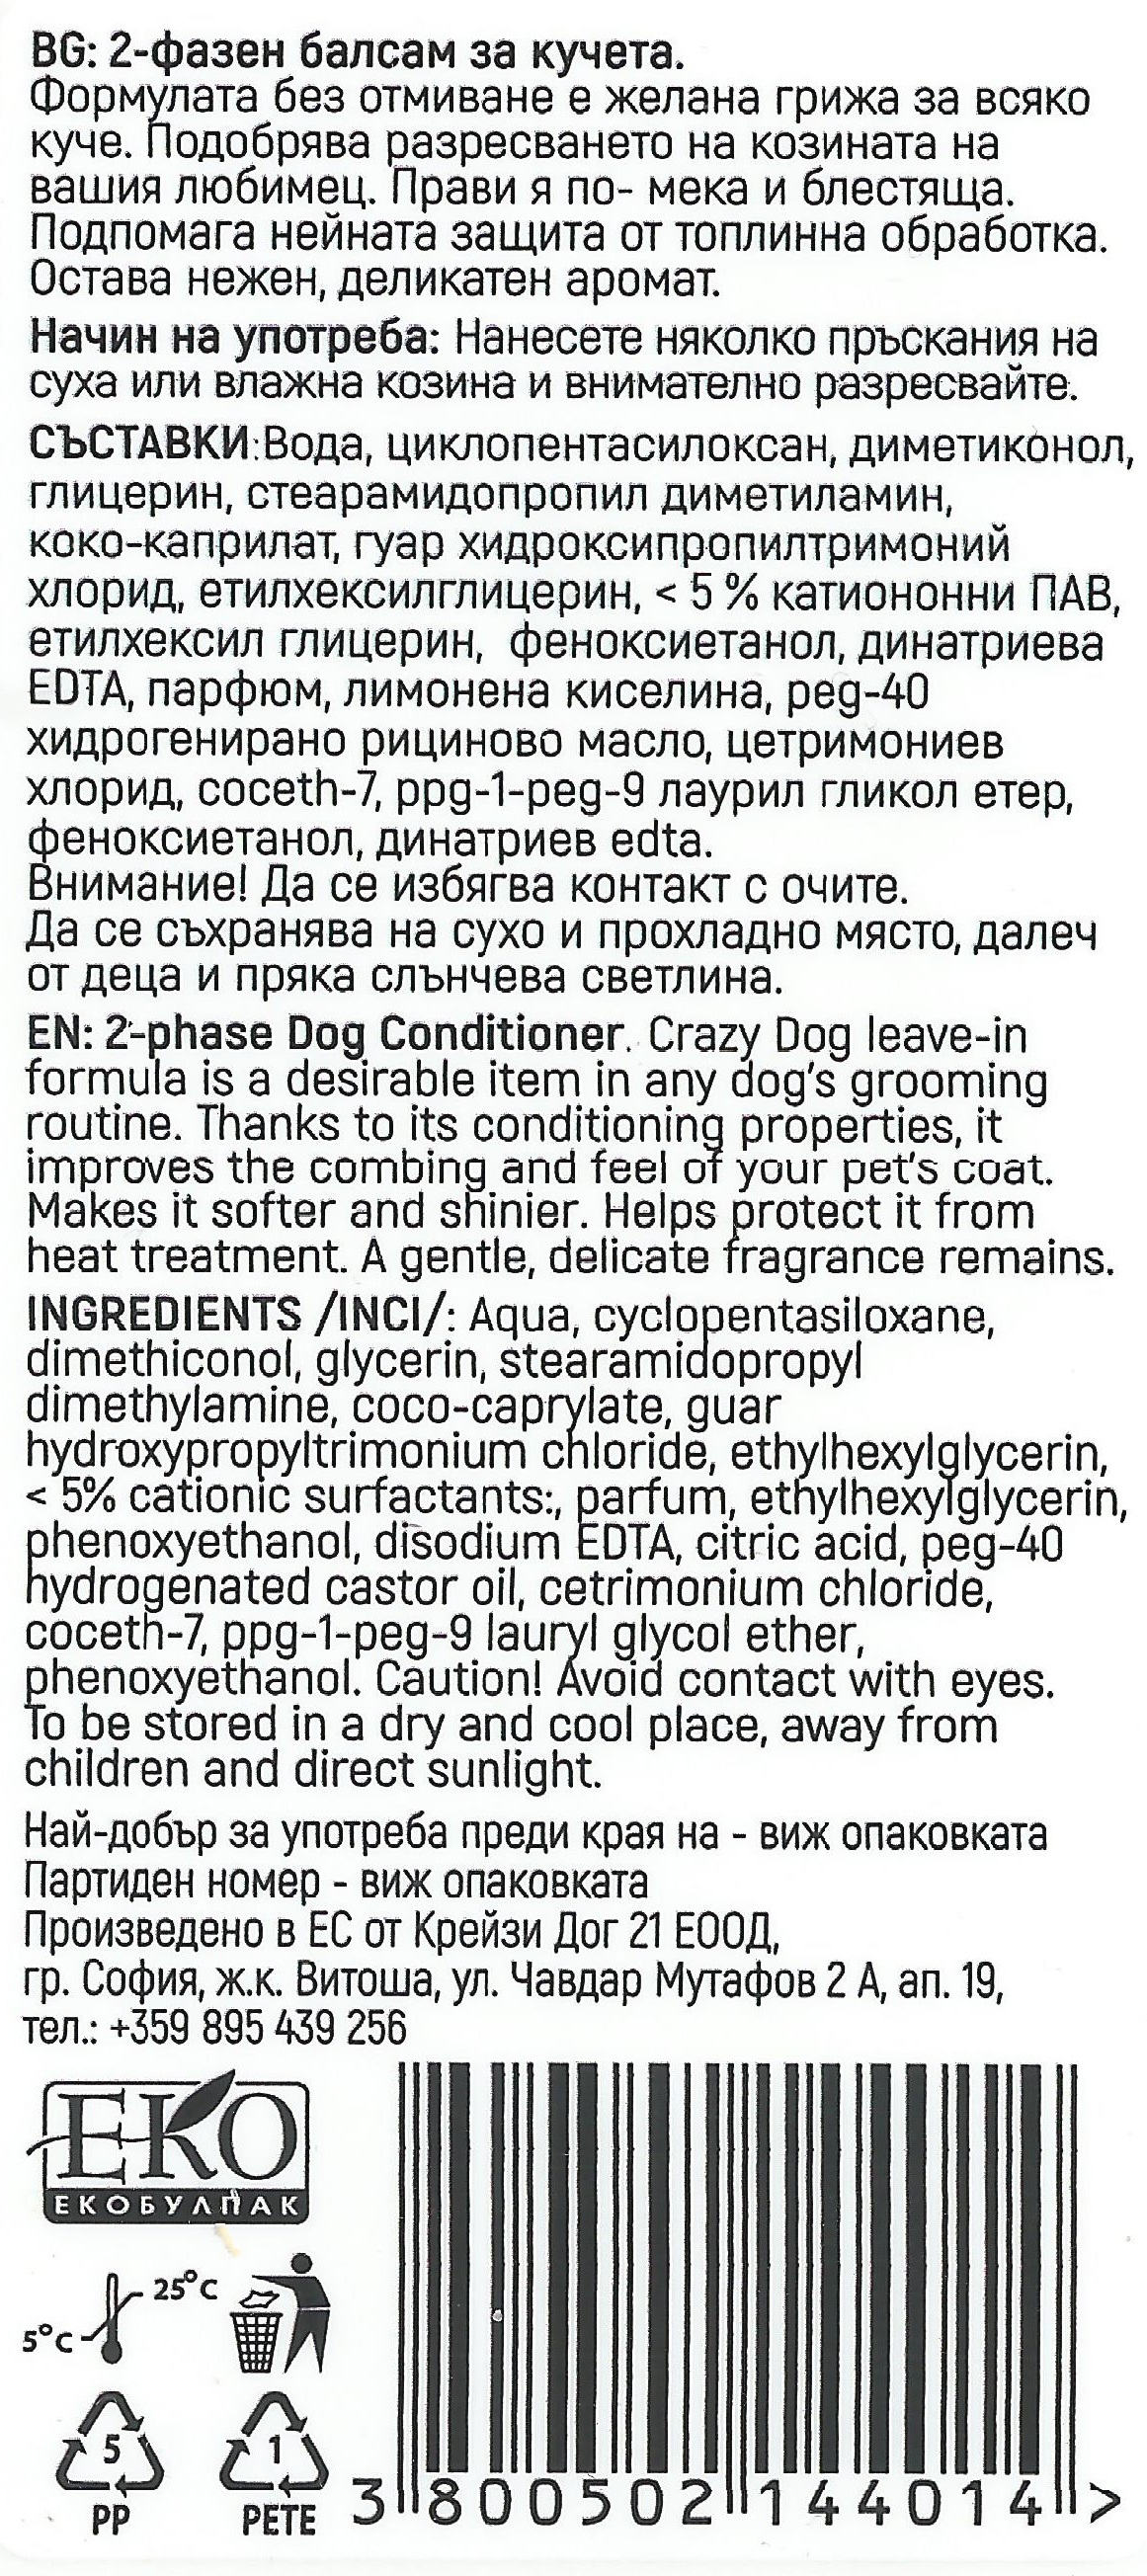 BG: 2-фазен балсам за кучета.
Формулата без отмиване е желана грижа за всяко
куче. Подобрява разресването на козината на
вашия любимец. Прави я по- мека и блестяща.
Подпомага нейната защита от топлинна обработка.
Остава нежен, деликатен аромат.
Начин на употреба: Нанесете няколко пръскания на
суха или влажна козина и внимателно разресвайте.
СЪСТАВКИ:Вода, циклопентасилоксан, диметиконол,
глицерин, стеарамидопропил диметиламин,
коко-каприлат, гуар хидроксипропилтримоний
хлорид, етилхексилглицерин, < 5 % катиононни ПАВ,
етилхексил глицерин, феноксиетанол, динатриева
EDTA, парфюм, лимонена киселина, peg-40
хидрогенирано рициново масло, цетримониев
хлорид, coceth-7, ppg-1-peg-9 лаурил гликол етер,
феноксиетанол, динатриев edta.
Внимание! Да се избягва контакт с очите.
Да се съхранява на сухо и прохладно място, далеч
от деца и пряка слънчева светлина.
EN: 2-phase Dog Conditioner. Crazy Dog leave-in
formula is a desirable item in any dog's grooming
routine. Thanks to its conditioning properties, it
improves the combing and feel of your pet's coat.
Makes it softer and shinier. Helps protect it from
heat treatment. A gentle, delicate fragrance remains.
INGREDIENTS /INCI/: Aqua, cyclopentasiloxane,
dimethiconol, glycerin, stearamidopropyl
dimethylamine, coco-caprylate, guar
hydroxypropyltrimonium chloride, ethylhexylglycerin,
< 5% cationic surfactants:, parfum, ethylhexylglycerin,
phenoxyethanol, disodium EDTA, citric acid, peg-40
hydrogenated castor oil, cetrimonium chloride,
coceth-7, ppg-1-peg-9 lauryl glycol ether,
phenoxyethanol. Caution! Avoid contact with eyes.
To be stored in a dry and cool place, away from
children and direct sunlight.
Най-добър за употреба преди края на - виж опаковката
Партиден номер - виж опаковката
Произведено в ЕС от Крейзи Дог 21 ЕООД,
гр. София, ж.к. Витоша, ул. Чавдар Мутафов 2 А, ап. 19,
тел.: +359 895 439 256
ЕКО
ЕКОБУЛПАК
25°C
5°C
5
PP
1
PETE
3 800502 144014 >